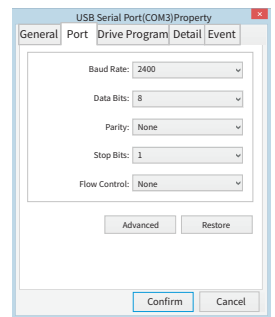 USB Serial Port(COM3)Property
General Port Drive Program Detail Event
Baud Rate: 2400
Data Bits: 8
Parity: None
Stop Bits: 1
Flow Control: None
Advanced Restore
Confirm Cancel